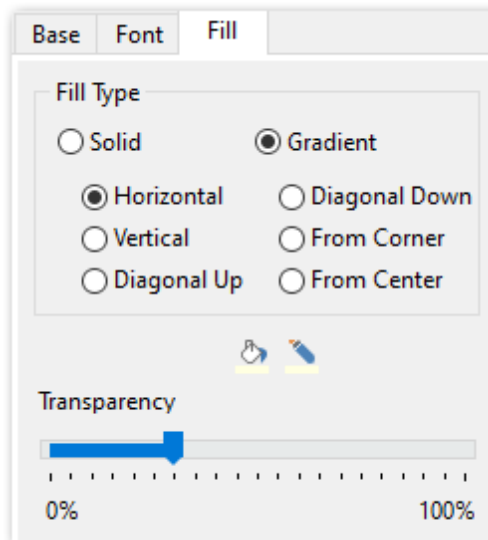 Base Font Fill
Fill Type
Solid Gradient
Horizontal Diagonal Down
Vertical From Corner
Diagonal Up From Center
Transparency
0% 100%